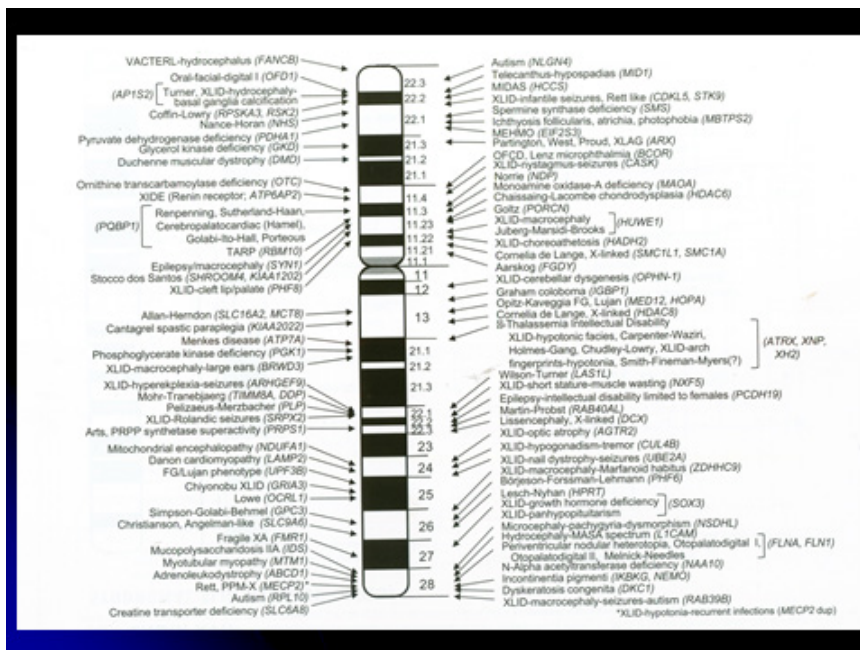 VACTERL-hydrocephalus (FANCB)
Oral-facial-digital I (OFD1)
(AP1S2)
Turner, XLID-hydrocephaly-
basal ganglia calcification
Coffin-Lowry (RPSKA3, RSK2)
Nance-Horan (NHS)
Pyruvate dehydrogenase deficiency (PDHA1)
Glycerol kinase deficiency (GKD)
Duchenne muscular dystrophy (DMD)
Ornithine transcarbamoylase deficiency (OTC)
XIDE (Renin receptor; ATP6AP2)
(PQBP1)
Renpenning, Sutherland-Haan,
Cerebropalatocardiac (Hamel),
Golabi-Ito-Hall, Porteous
TARP (RBM10)
Epilepsy/macrocephaly (SYN1)
Stocco dos Santos (SHROOM4, KIAA1202)
XLID-cleft lip/palate (PHF8)
Allan-Herndon (SLC16A2, MCT8)
Cantagrel spastic paraplegia (KIAA2022)
Menkes disease (ATP7A)
Phosphoglycerate kinase deficiency (PGK1)
XLID-macrocephaly-large ears (BRWD3)
XLID-hyperekplexia-seizures (ARHGEF9)
Mohr-Tranebjaerg (TIMM8A, DDP)
Pelizaeus-Merzbacher (PLP)
XLID-Rolandic seizures (SRPX2)
Arts, PRPP synthetase superactivity (PRPS1)
Mitochondrial encephalopathy (NDUFA1)
Danon cardiomyopathy (LAMP2)
FG/Lujan phenotype (UPF3B)
Chiyonobu XLID (GRIA3)
Lowe (OCRL1)
Simpson-Golabi-Behmel (GPC3)
Christianson, Angelman-like (SLC9A6)
Fragile XA (FMR1)
Mucopolysaccharidosis IIA (IDS)
Myotubular myopathy (MTM1)
Adrenoleukodystrophy (ABCD1)
Rett, PPM-X (MECP2)*
Autism (RPL10)
Creatine transporter deficiency (SLC6A8)
22.3
22.2
22.1
21.3
21.2
21.1
11.4
11.3
11.23
11.22
11.21
11.1
11
12
13
21.1
21.2
21.3
22.1
22.3
23
24
25
26
27
28
Autism (NLGN4)
Telecanthus-hypospadias (MID1)
MIDAS (HCCS)
XLID-infantile seizures, Rett like (CDKL5, STK9)
Spermine synthase deficiency (SMS)
Ichthyosis follicularis, atrichia, photophobia (MBTPS2)
MEHMO (EIF2S3)
Partington, West, Proud, XLAG (ARX)
OFCD, Lenz microphthalmia (BCOR)
XLID-nystagmus-seizures (CASK)
Norrie (NDP)
Monoamine oxidase-A deficiency (MAOA)
Chaissaing-Lacombe chondrodysplasia (HDAC6)
Goltz (PORCN)
XLID-macrocephaly
Juberg-Marsidi-Brooks
(HUWE1)
XLID-choreoathetosis (HADH2)
Cornelia de Lange, X-linked (SMC1L1, SMC1A)
Aarskog (FGDY)
XLID-cerebellar dysgenesis (OPHN-1)
Graham coloboma (IGBP1)
Opitz-Kaveggia FG, Lujan (MED12, HOPA)
Cornelia de Lange, X-linked (HDAC8)
α-Thalassemia Intellectual Disability
XLID-hypotonic facies, Carpenter-Waziri,
Holmes-Gang, Chudley-Lowry, XLID-arch
fingerprints-hypotonia, Smith-Fineman-Myers(?)
(ATRX, XNP,
XH2)
Wilson-Turner (LAS1L)
XLID-short stature-muscle wasting (NXF5)
Epilepsy-intellectual disability limited to females (PCDH19)
Martin-Probst (RAB40AL)
Lissencephaly, X-linked (DCX)
XLID-optic atrophy (AGTR2)
XLID-hypogonadism-tremor (CUL4B)
XLID-nail dystrophy-seizures (UBE2A)
XLID-macrocephaly-Marfanoid habitus (ZDHHC9)
Börjeson-Forssman-Lehmann (PHF6)
Lesch-Nyhan (HPRT)
XLID-growth hormone deficiency
XLID-panhypopituitarism
(SOX3)
Microcephaly-pachygyria-dysmorphism (NSDHL)
Hydrocephaly-MASA spectrum (L1CAM)
Periventricular nodular heterotopia, Otopalatodigital I,
Otopalatodigital II, Melnick-Needles
(FLNA, FLN1)
N-Alpha acetyltransferase deficiency (NAA10)
Incontinentia pigmenti (IKBKG, NEMO)
Dyskeratosis congenita (DKC1)
XLID-macrocephaly-seizures-autism (RAB39B)
*XLID-hypotonia-recurrent infections (MECP2 dup)